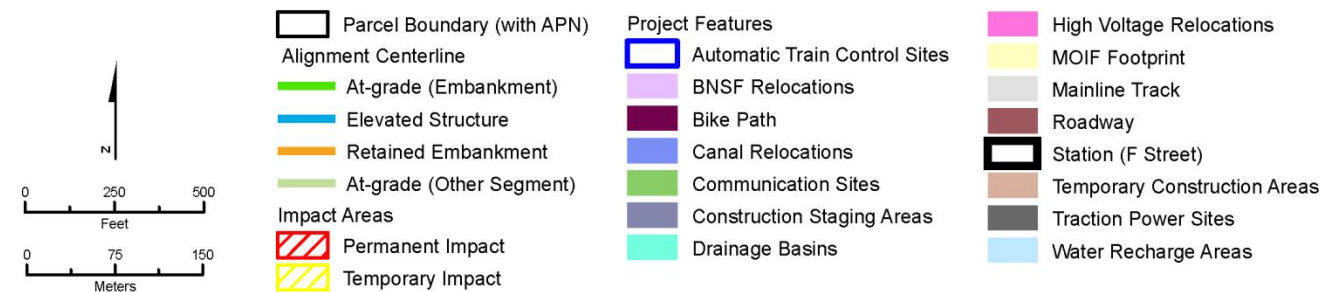 N
0 250 500
Feet
0 75 150
Meters
Parcel Boundary (with APN)
Alignment Centerline
At-grade (Embankment)
Elevated Structure
Retained Embankment
At-grade (Other Segment)
Impact Areas
Permanent Impact
Temporary Impact
Project Features
Automatic Train Control Sites
BNSF Relocations
Bike Path
Canal Relocations
Communication Sites
Construction Staging Areas
Drainage Basins
High Voltage Relocations
MOIF Footprint
Mainline Track
Roadway
Station (F Street)
Temporary Construction Areas
Traction Power Sites
Water Recharge Areas